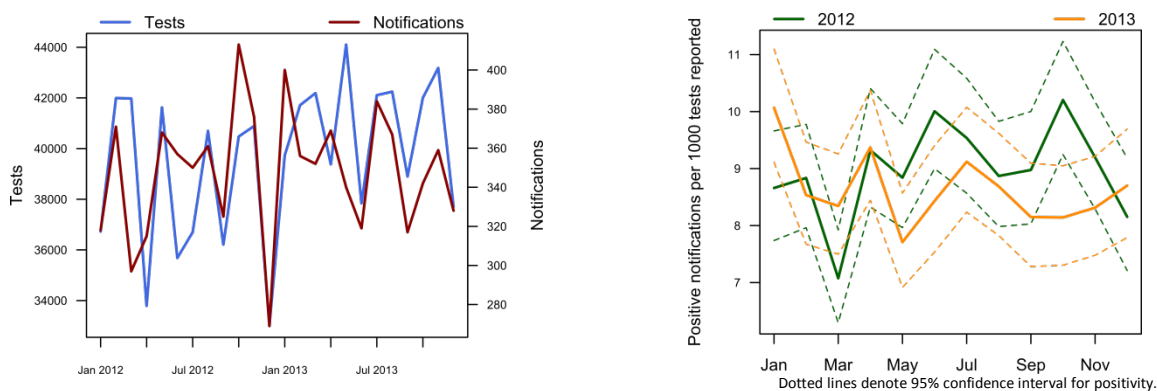 Tests
Notifications
44000
42000
40000
38000
36000
34000
Tests
400
380
360
340
320
300
280
Notifications
Jan 2012
Jul 2012
Jan 2013
Jul 2013
2012
2013
11
10
9
8
7
Positive notifications per 1000 tests reported
Jan
Mar
May
Jul
Sep
Nov
Dotted lines denote 95% confidence interval for positivity.